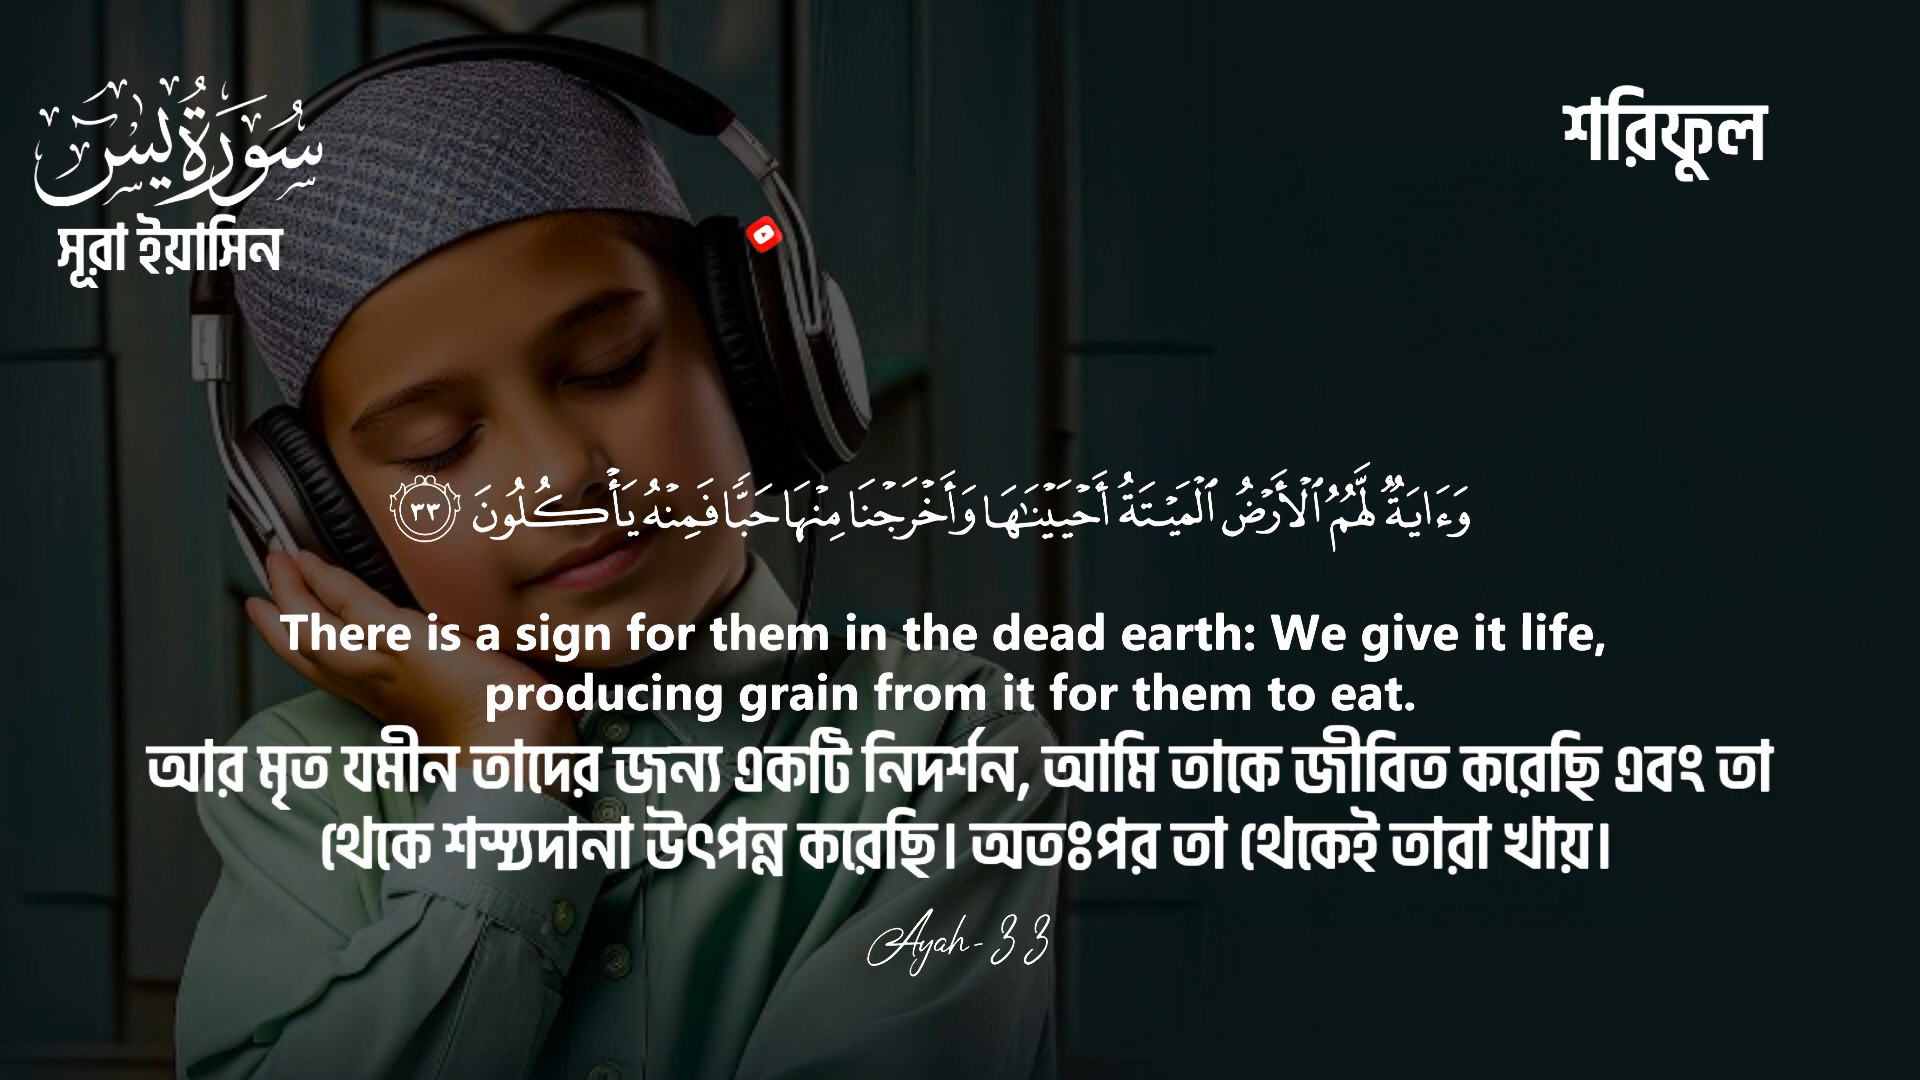 سُورَةُ يسٓ
সূরা ইয়াসিন
শরিফুল
وَءَايَةٌ لَّهُمُ ٱلْأَرْضُ ٱلْمَيْتَةُ أَحْيَيْنَـٰهَا وَأَخْرَجْنَا مِنْهَا حَبًّا فَمِنْهُ يَأْكُلُونَ ٣٣
There is a sign for them in the dead earth: We give it life,
producing grain from it for them to eat.
আর মৃত যমীন তাদের জন্য একটি নিদর্শন, আমি তাকে জীবিত করেছি এবং তা
থেকে শস্যদানা উৎপন্ন করেছি। অতঃপর তা থেকেই তারা খায়।
Ayah-33